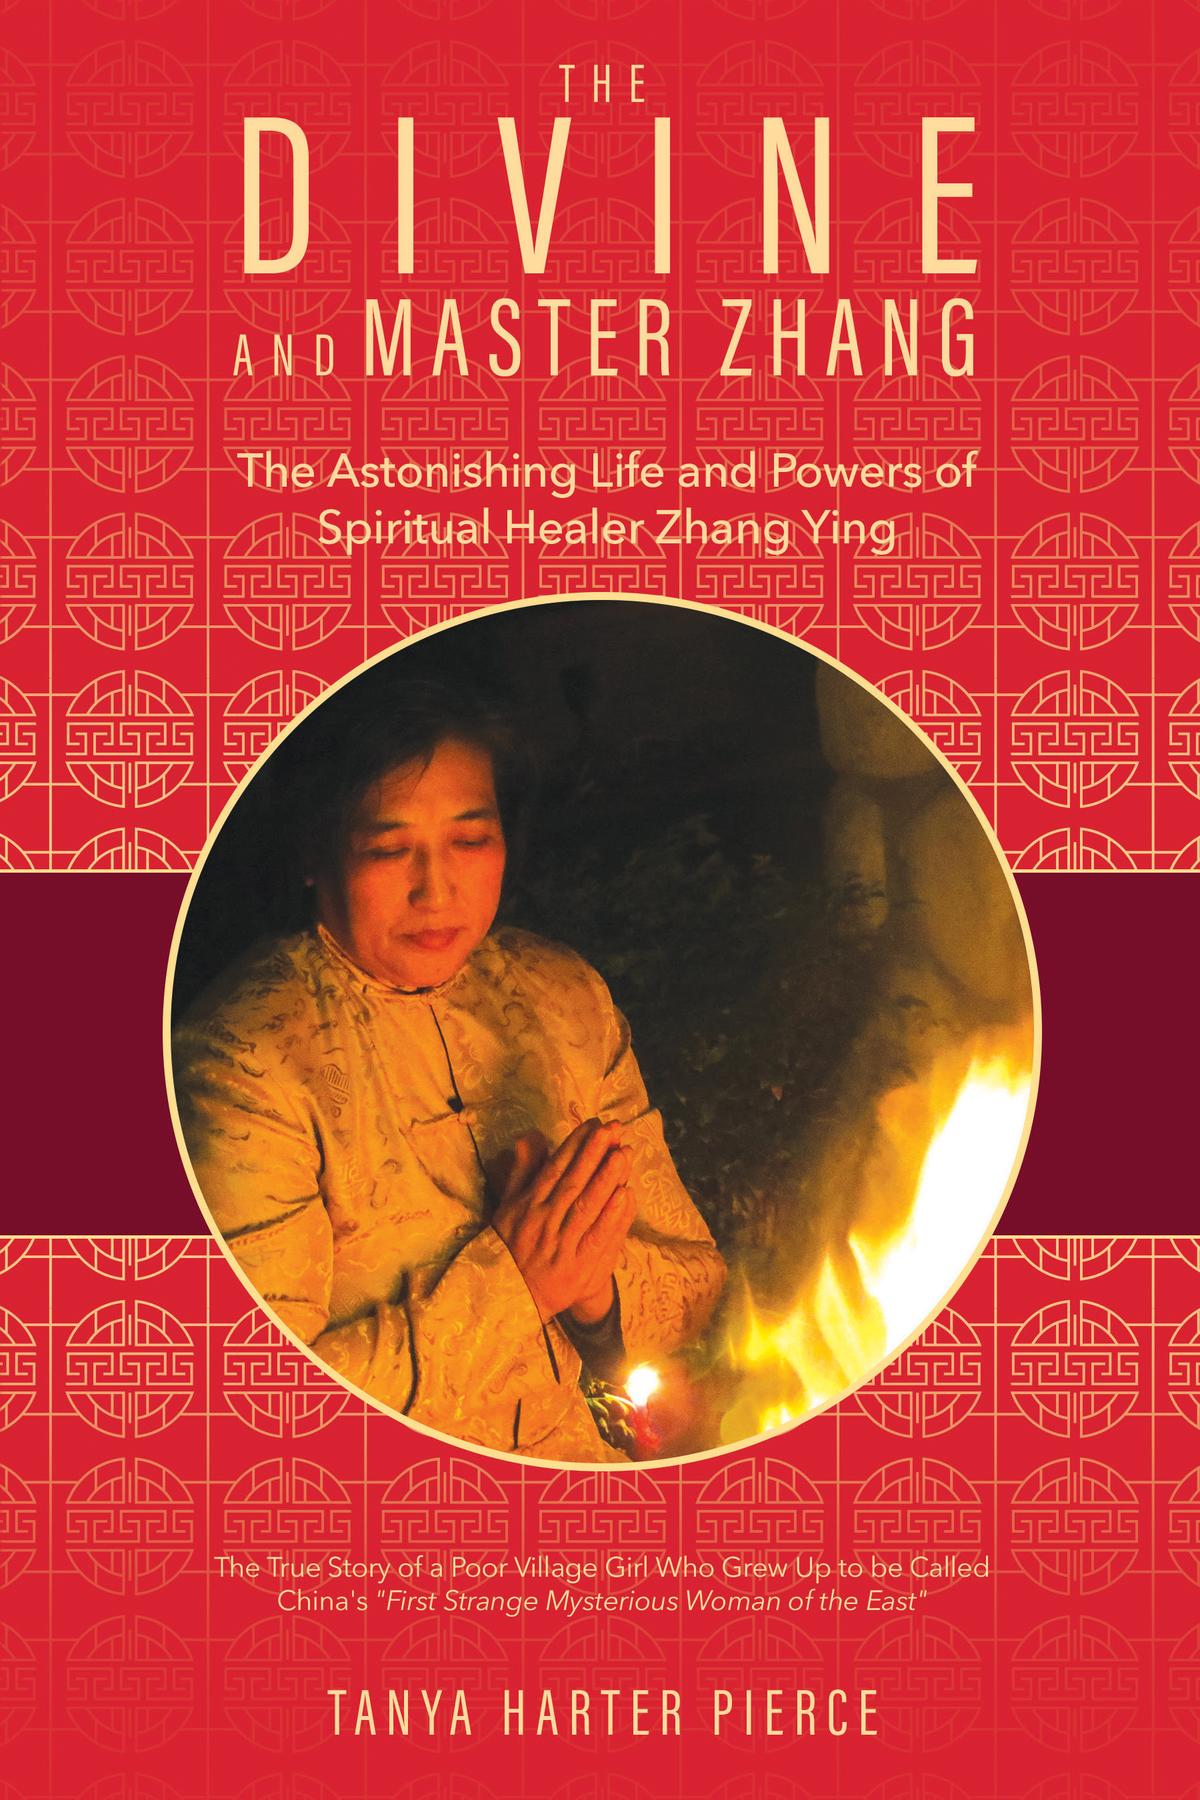 THE
DIVINE
AND MASTER ZHANG
The Astonishing Life and Powers of
Spiritual Healer Zhang Ying
The True Story of a Poor Village Girl Who Grew Up to be Called
China's "First Strange Mysterious Woman of the East"
TANYA HARTER PIERCE